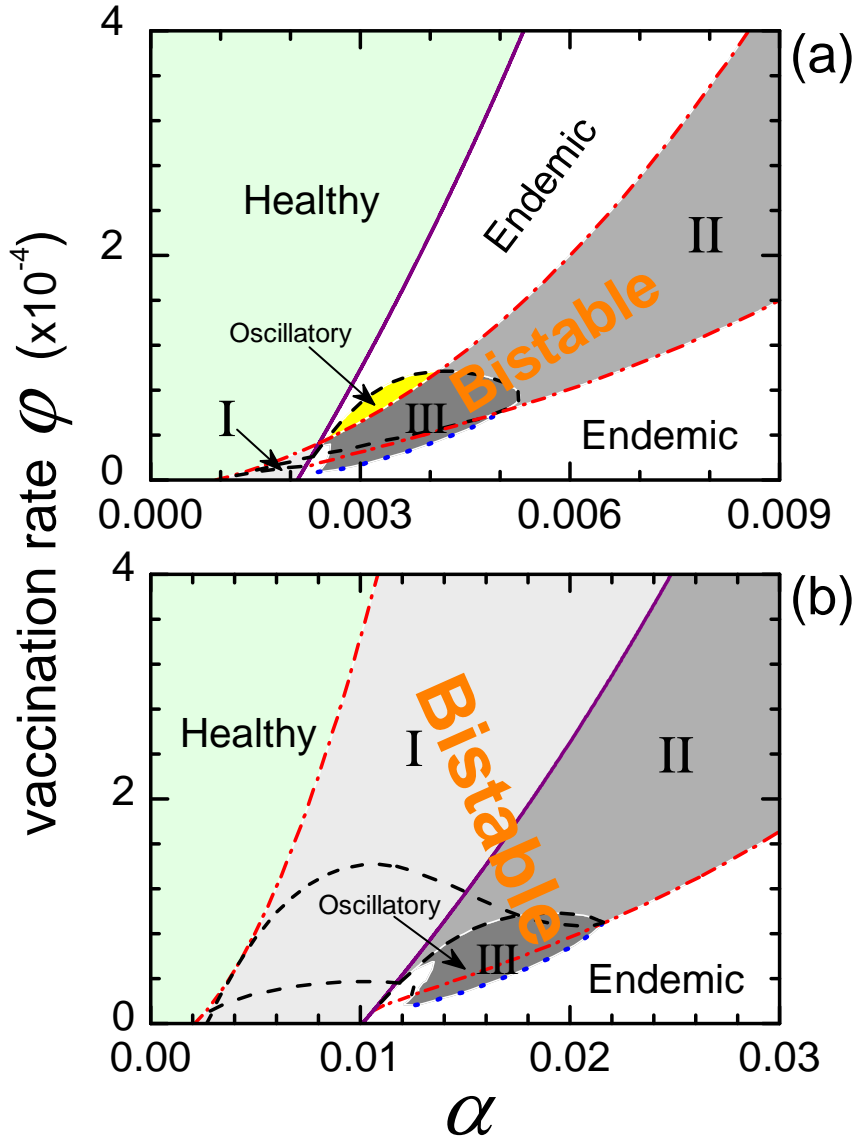 (a)
4
Healthy
Endemic
II
2
Bistable
Oscillatory
III
I
Endemic
0
0.000
0.003
0.006
0.009
vaccination rate φ (x10⁻⁴)
(b)
4
Healthy
I
Bistable
II
2
Oscillatory
III
Endemic
0
0.00
0.01
0.02
0.03
α